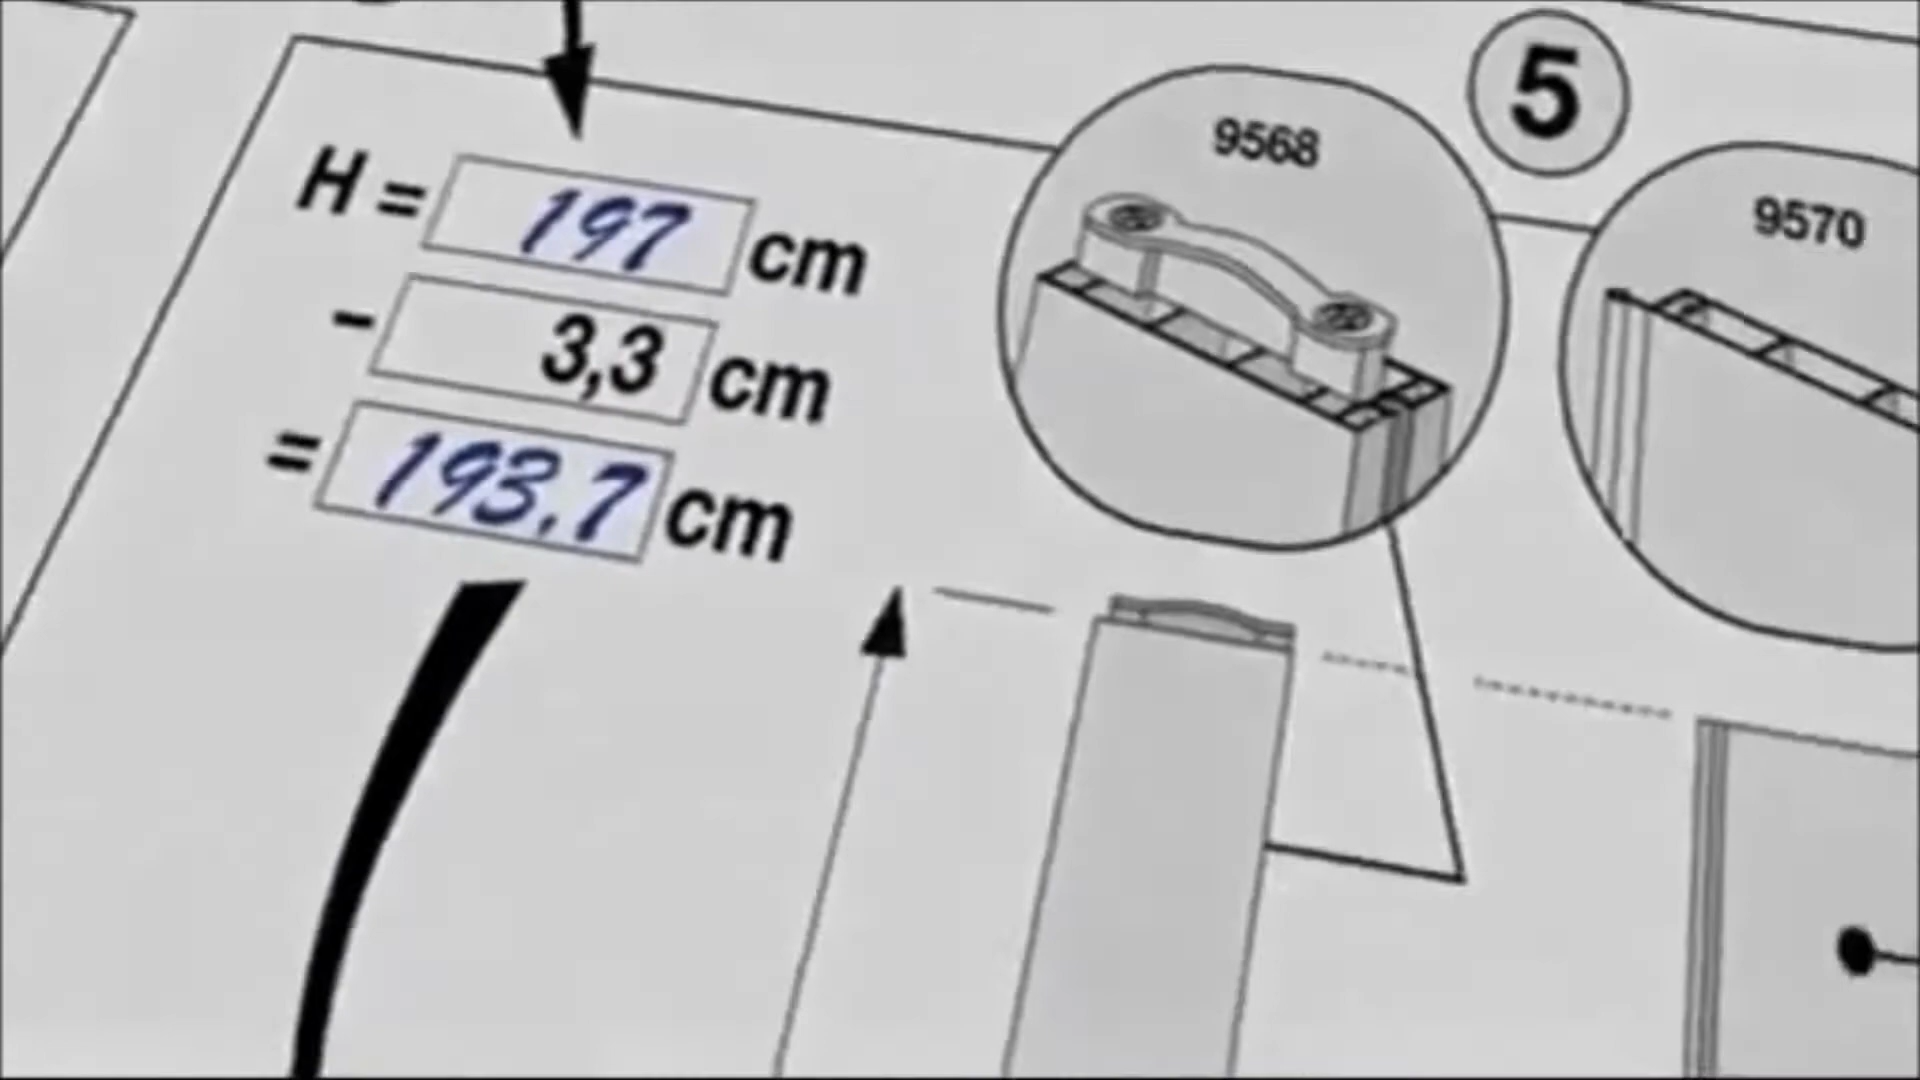 H = 197 cm
- 3,3 cm
= 193.7 cm
9568
5
9570